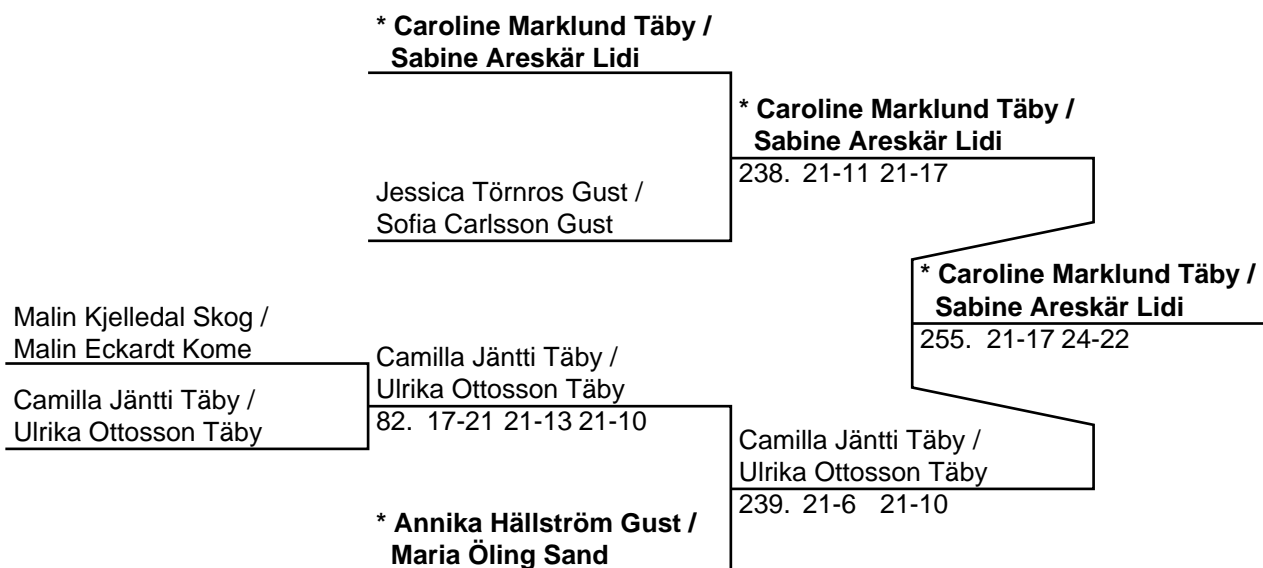 * Caroline Marklund Täby /
Sabine Areskär Lidi
* Caroline Marklund Täby /
Sabine Areskär Lidi
238. 21-11 21-17
Jessica Törnros Gust /
Sofia Carlsson Gust
* Caroline Marklund Täby /
Sabine Areskär Lidi
255. 21-17 24-22
Malin Kjelledal Skog /
Malin Eckardt Kome
Camilla Jäntti Täby /
Ulrika Ottosson Täby
82. 17-21 21-13 21-10
Camilla Jäntti Täby /
Ulrika Ottosson Täby
Camilla Jäntti Täby /
Ulrika Ottosson Täby
239. 21-6 21-10
* Annika Hällström Gust /
Maria Öling Sand